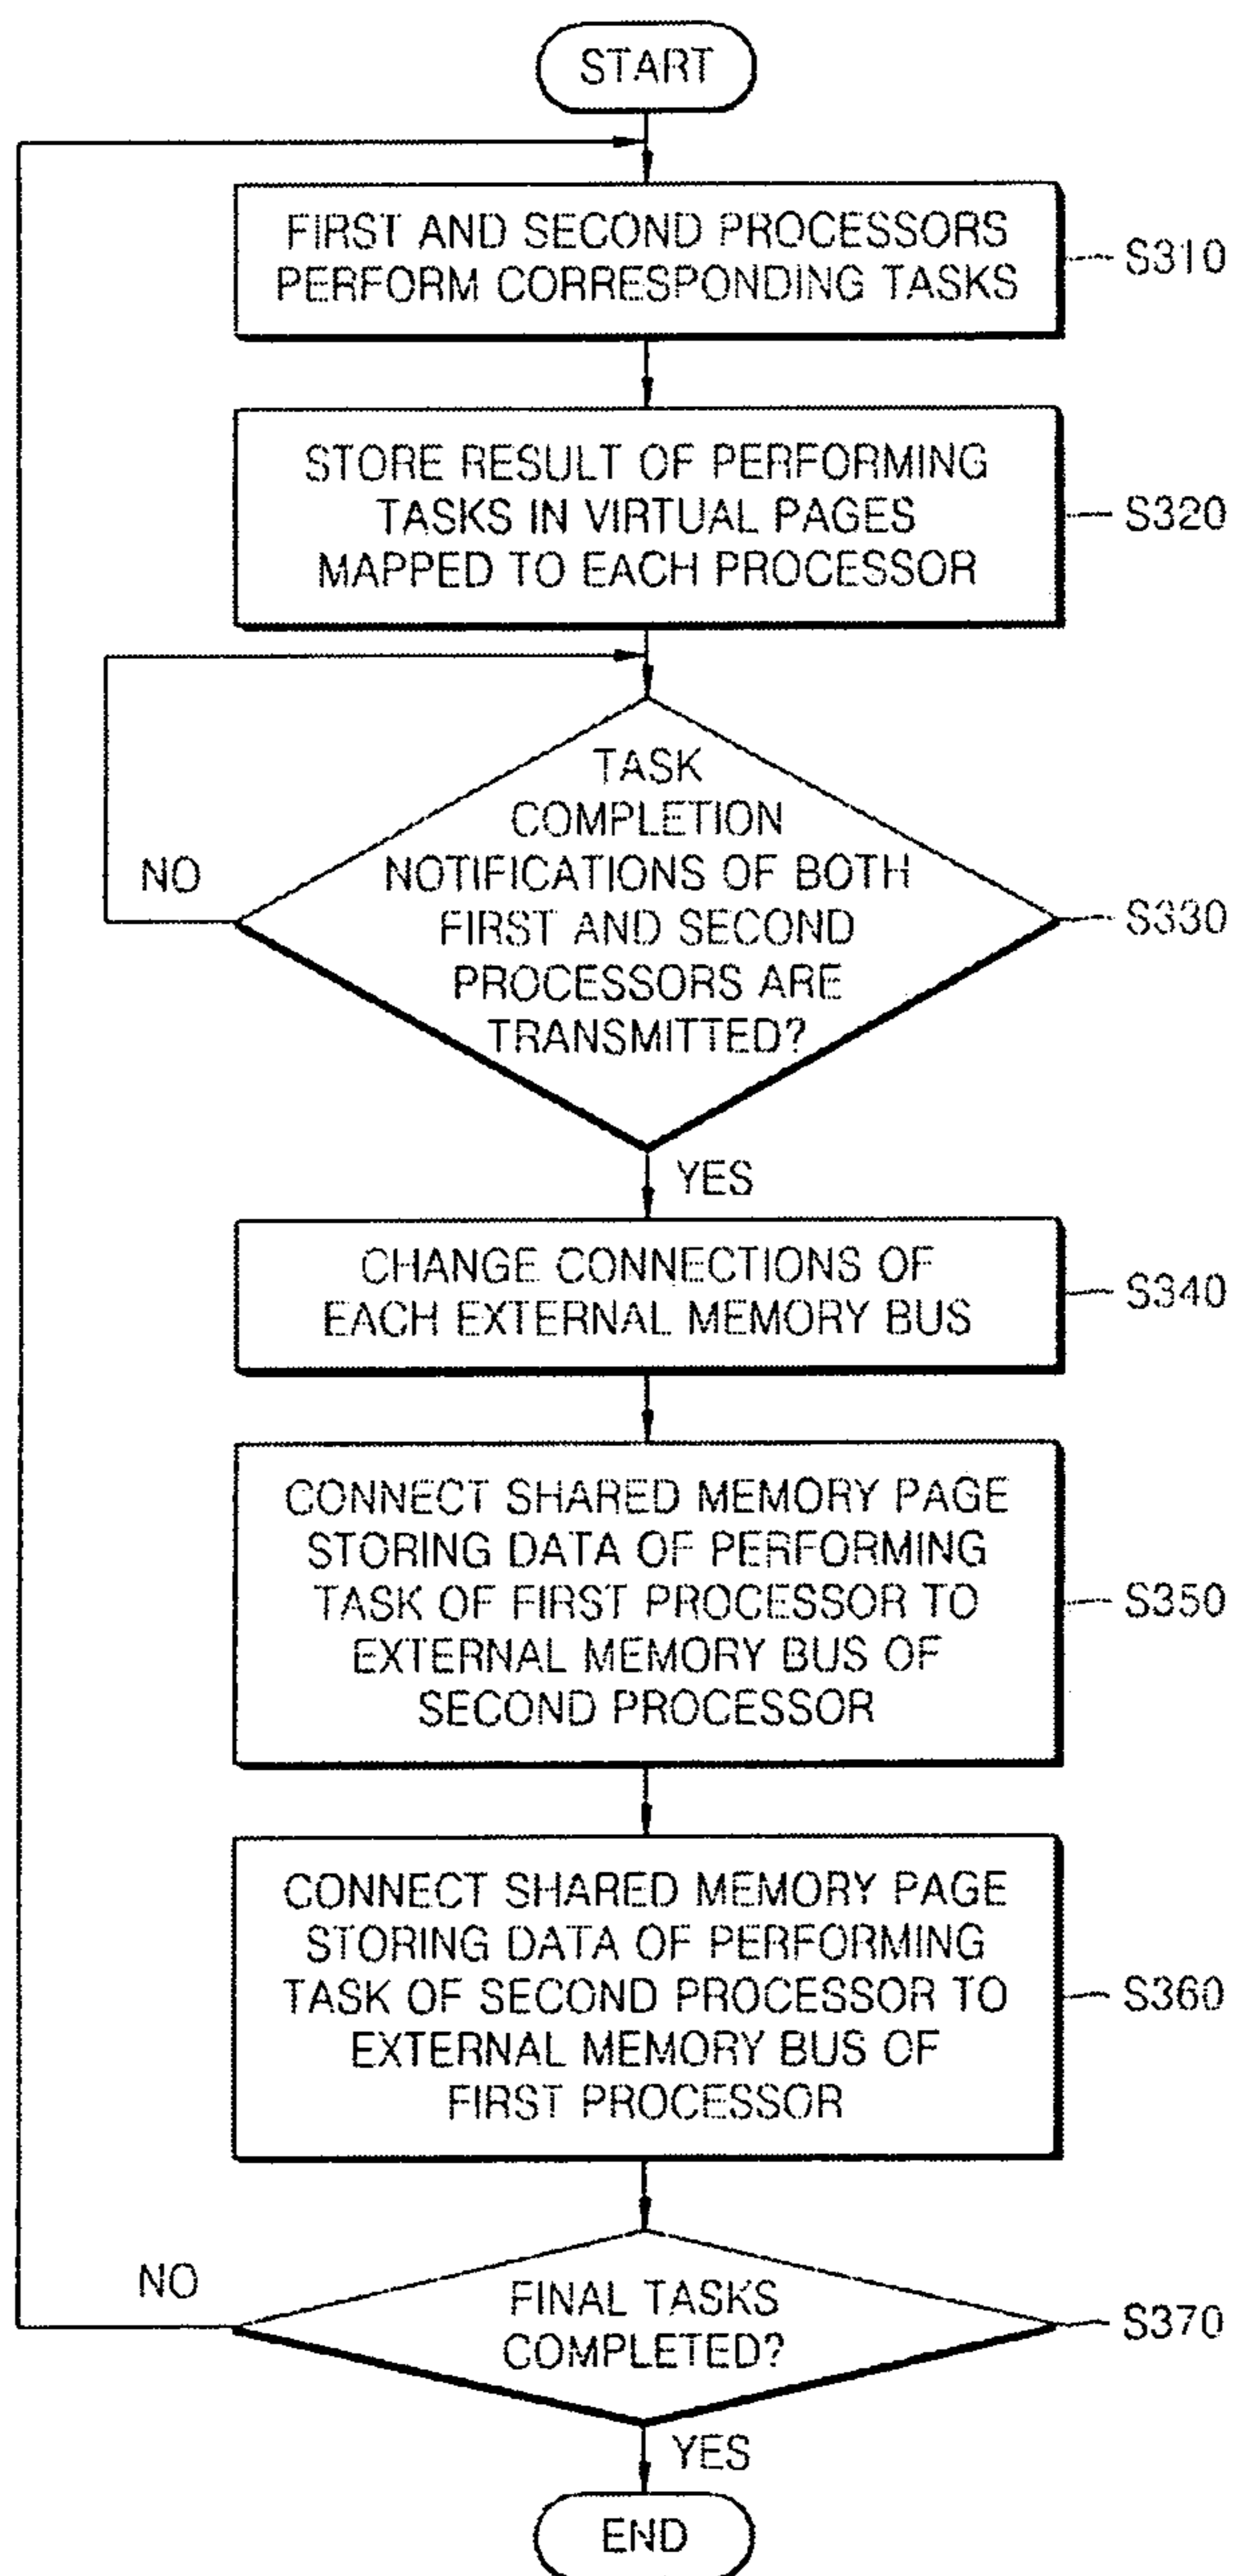 START
FIRST AND SECOND PROCESSORS
PERFORM CORRESPONDING TASKS
S310
STORE RESULT OF PERFORMING
TASKS IN VIRTUAL PAGES
MAPPED TO EACH PROCESSOR
S320
TASK
COMPLETION
NOTIFICATIONS OF BOTH
FIRST AND SECOND
PROCESSORS ARE
TRANSMITTED?
NO
S330
YES
CHANGE CONNECTIONS OF
EACH EXTERNAL MEMORY BUS
S340
CONNECT SHARED MEMORY PAGE
STORING DATA OF PERFORMING
TASK OF FIRST PROCESSOR TO
EXTERNAL MEMORY BUS OF
SECOND PROCESSOR
S350
CONNECT SHARED MEMORY PAGE
STORING DATA OF PERFORMING
TASK OF SECOND PROCESSOR TO
EXTERNAL MEMORY BUS OF
FIRST PROCESSOR
S360
NO
FINAL TASKS
COMPLETED?
S370
YES
END